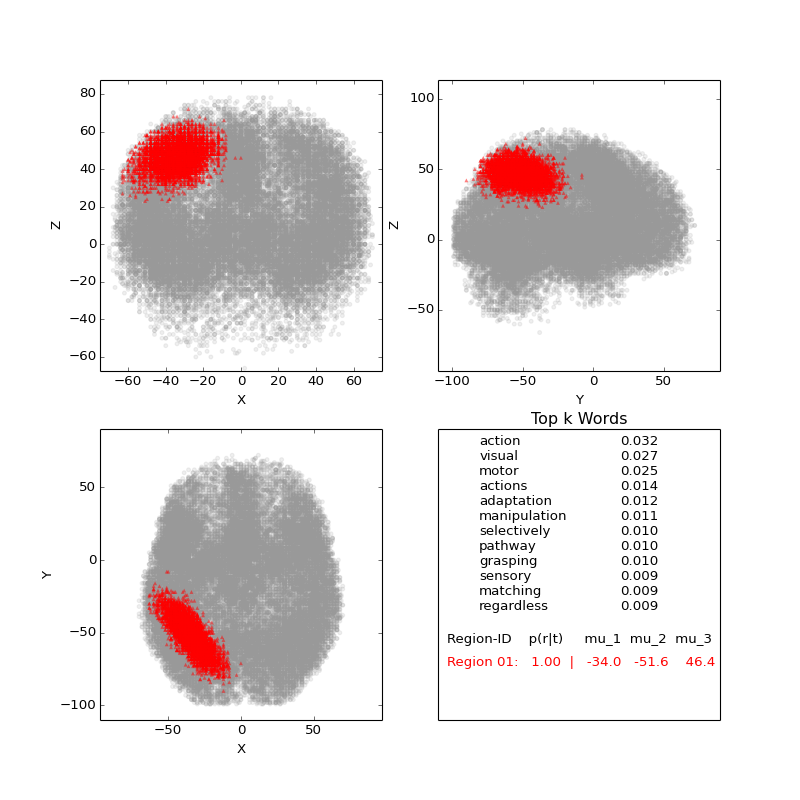 80
60
40
20
0
−20
−40
−60
Z
−60 −40 −20 0 20 40 60
X
100
50
0
−50
Z
−100 −50 0 50
Y
50
0
−50
−100
Y
−50 0 50
X
Top k Words
action 0.032
visual 0.027
motor 0.025
actions 0.014
adaptation 0.012
manipulation 0.011
selectively 0.010
pathway 0.010
grasping 0.010
sensory 0.009
matching 0.009
regardless 0.009
Region-ID p(r|t) mu_1 mu_2 mu_3
Region 01: 1.00 | -34.0 -51.6 46.4